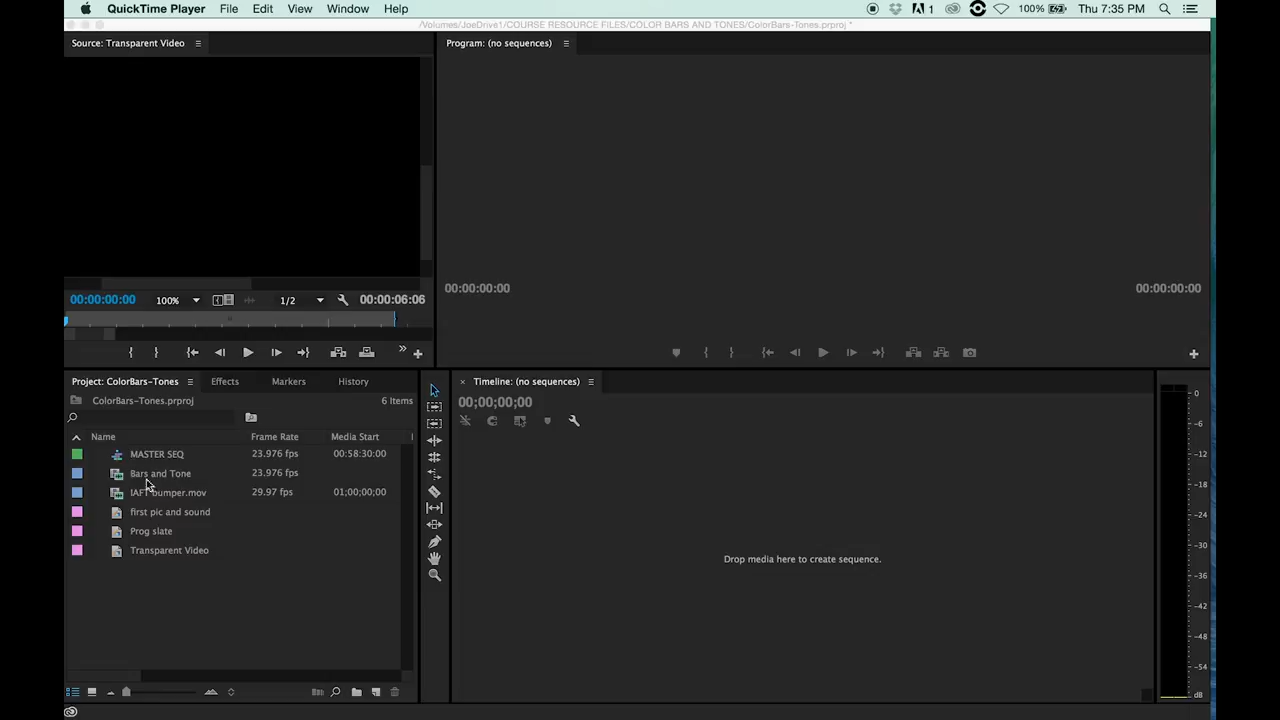 QuickTime Player File Edit View Window Help 1 100% Thu 7:35 PM
/Volumes/JoeDrive1/COURSE RESOURCE FILES/COLOR BARS AND TONES/ColorBars-Tones.prproj *
Source: Transparent Video Program: (no sequences)
00:00:00:00 00:00:00:00
00:00:00:00 100% 1/2 00:00:06:06
Project: ColorBars-Tones Effects Markers History Timeline: (no sequences)
ColorBars-Tones.prproj 6 Items 00;00;00;00
Name Frame Rate Media Start
MASTER SEQ 23.976 fps 00:58:30:00
Bars and Tone 23.976 fps
IAFT bumper.mov 29.97 fps 01;00;00;00
first pic and sound
Prog slate
Transparent Video
Drop media here to create sequence.
0
-6
-12
-18
-24
-30
-36
-42
-48
-54
dB